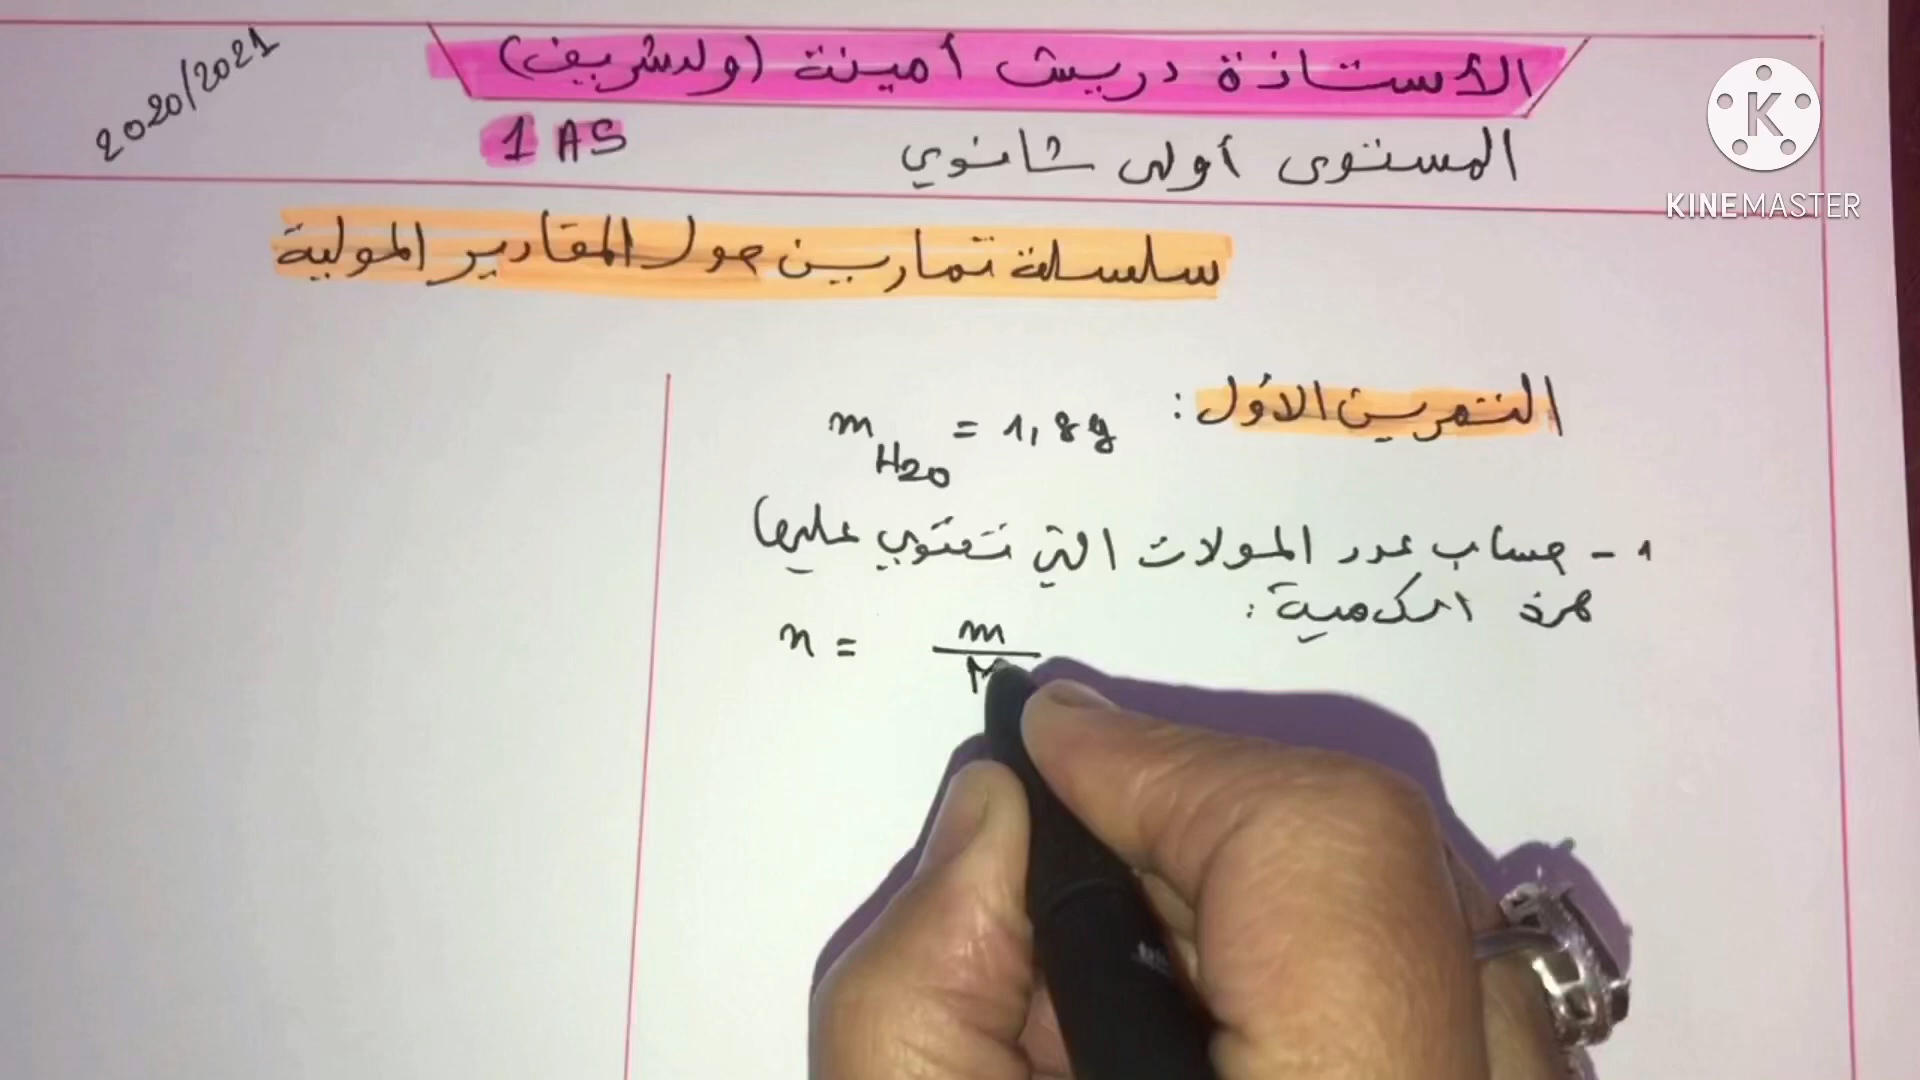 الأستاذة دريش أمينة (ولدشريف)
2020/2021
المستوى أولى ثانوي 1 AS
KINEMASTER
سلسلة تمارين حول المقادير المولية
التمرين الأول: m H2O = 1,8g
1 - حساب عدد المولات التي تحتوي عليها
هذه الكمية:
n = m / M